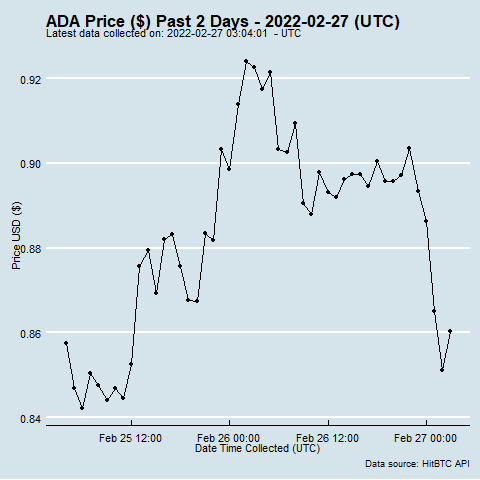 ADA Price ($) Past 2 Days - 2022-02-27 (UTC)
Latest data collected on: 2022-02-27 03:04:01 - UTC
0.92
0.90
0.88
0.86
0.84
Price USD ($)
Feb 25 12:00
Feb 26 00:00
Feb 26 12:00
Feb 27 00:00
Date Time Collected (UTC)
Data source: HitBTC API